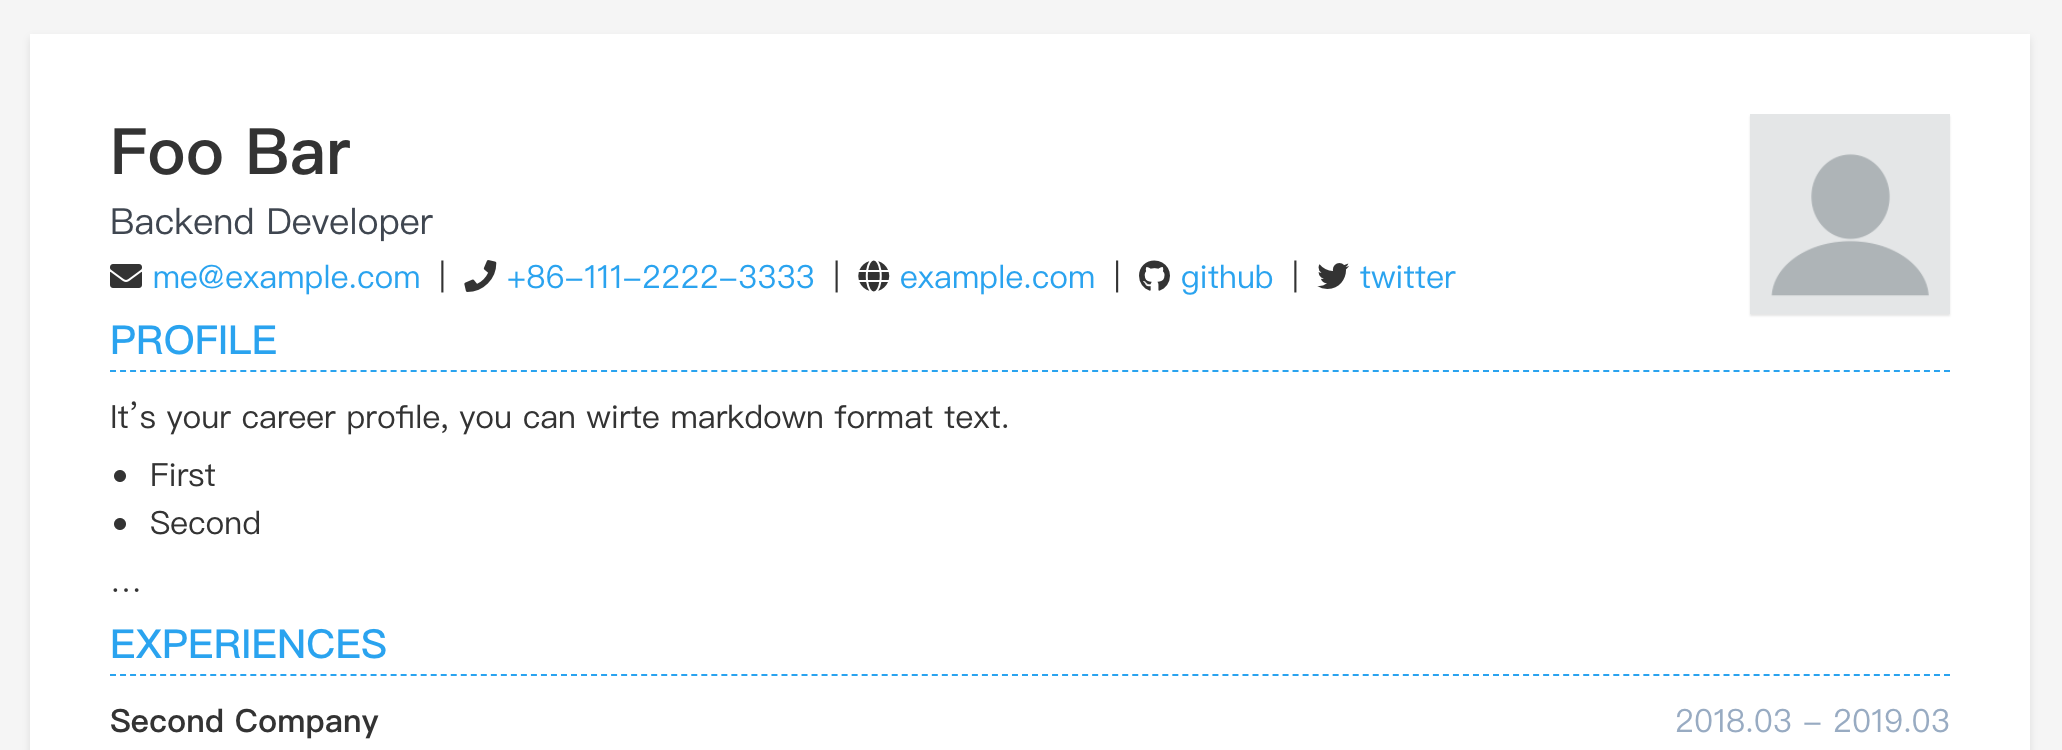 Foo Bar
Backend Developer
me@example.com | +86-111-2222-3333 | example.com | github | twitter
PROFILE
It's your career profile, you can wirte markdown format text.
• First
• Second
...
EXPERIENCES
Second Company 2018.03 - 2019.03